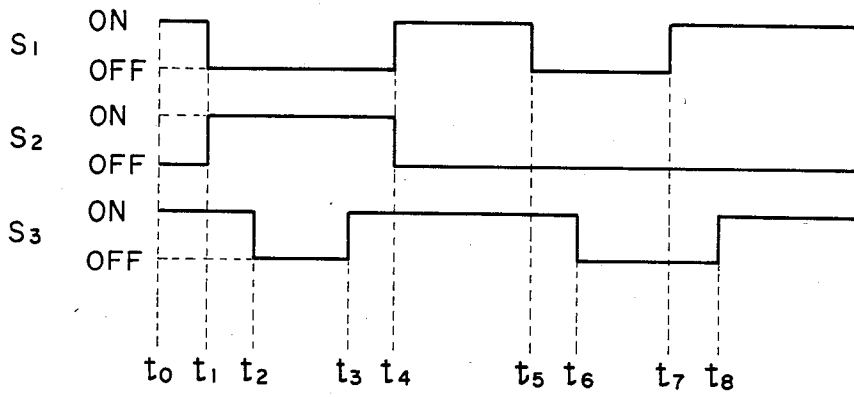 ON
S1
OFF
ON
S2
OFF
ON
S3
OFF
t0 t1 t2 t3 t4 t5 t6 t7 t8